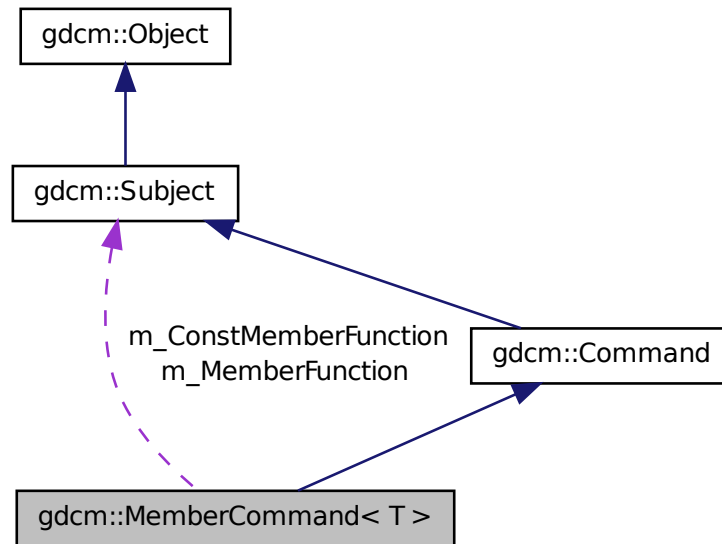 gdcm::Object
gdcm::Subject
m_ConstMemberFunction
m_MemberFunction
gdcm::Command
gdcm::MemberCommand< T >